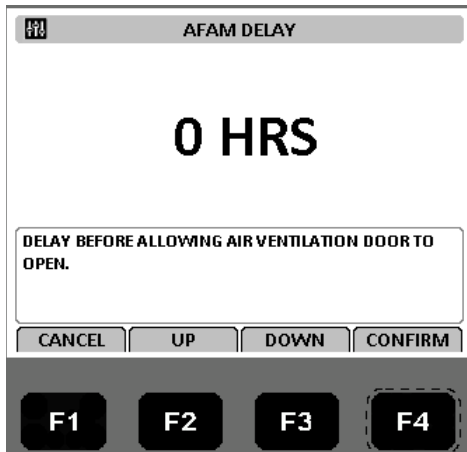 AFAM DELAY
0 HRS
DELAY BEFORE ALLOWING AIR VENTILATION DOOR TO
OPEN.
CANCEL UP DOWN CONFIRM
F1 F2 F3 F4